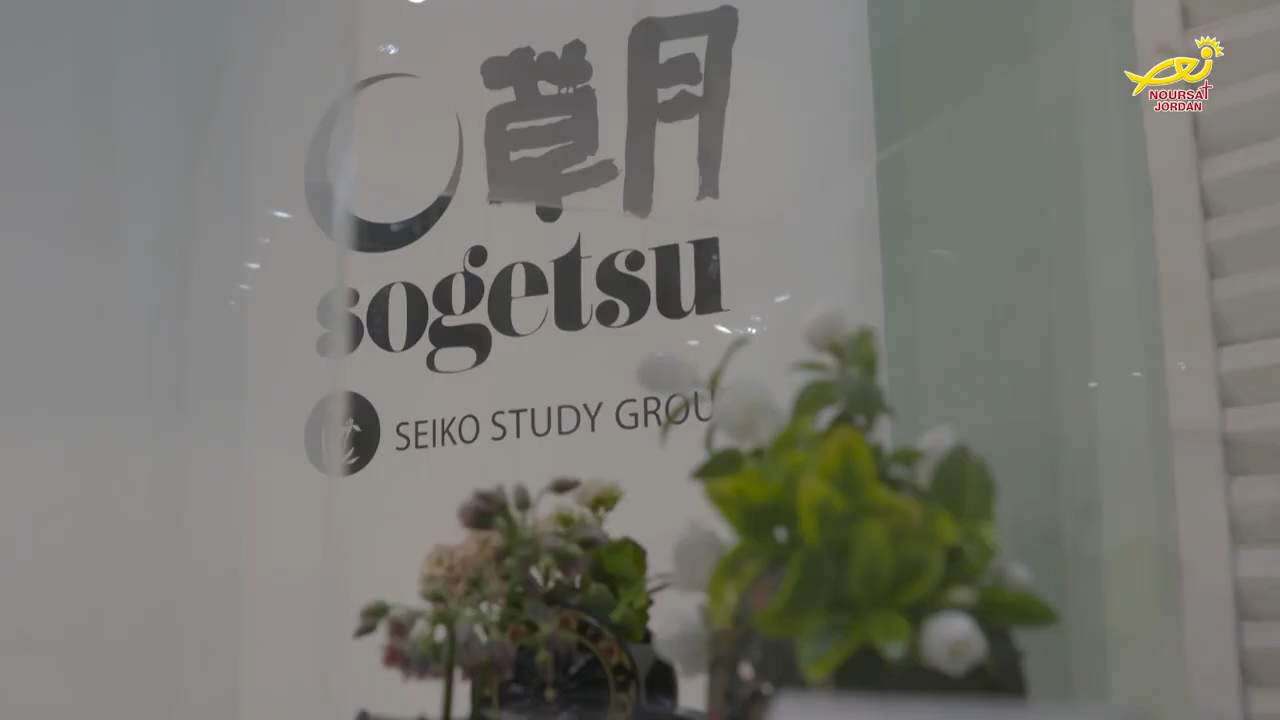 草月
sogetsu
SEIKO STUDY GROU
NOURSAT
JORDAN